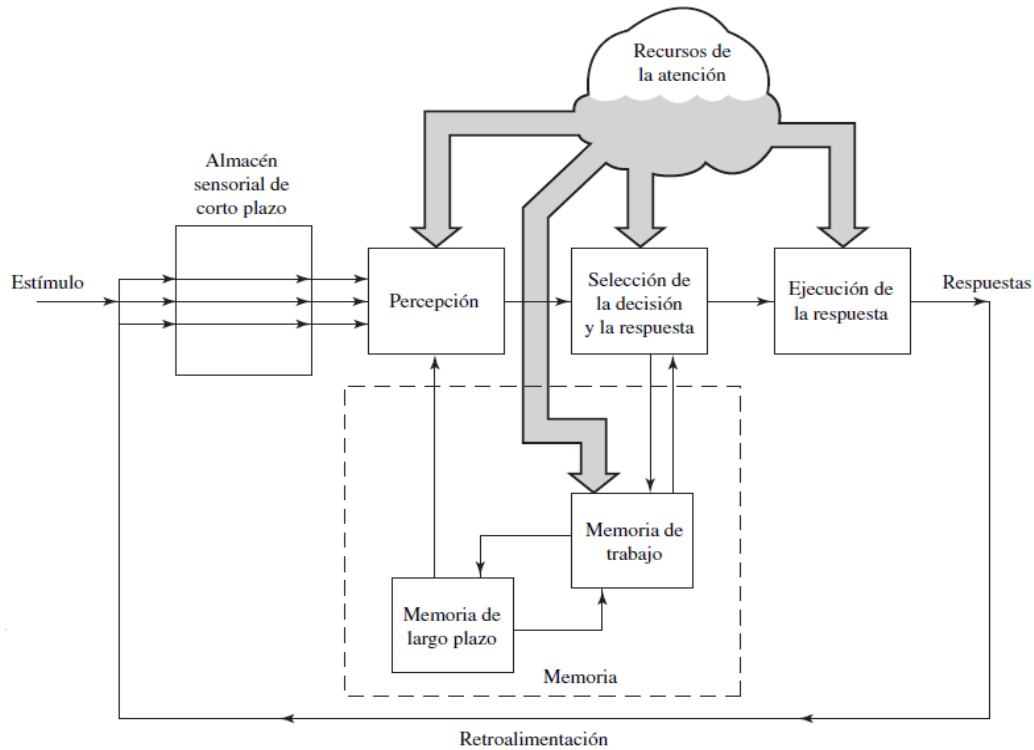 Recursos de
la atención
Almacén
sensorial de
corto plazo
Estímulo
Percepción
Selección de
la decisión
y la respuesta
Ejecución de
la respuesta
Respuestas
Memoria de
trabajo
Memoria de
largo plazo
Memoria
Retroalimentación